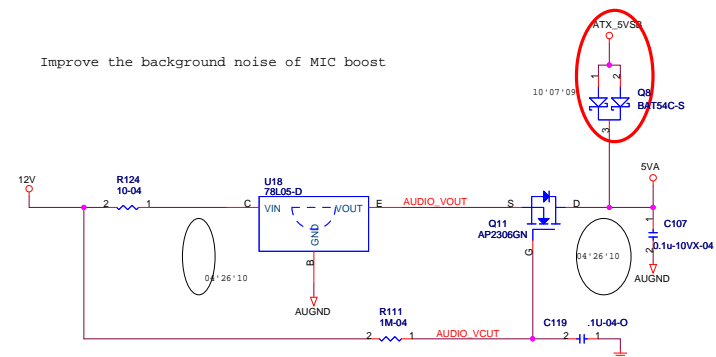 ATX_5VSB
Improve the background noise of MIC boost
1
2
10'07'09
Q8
BAT54C-S
3
12V
R124
10-04
2
1
C
U18
78L05-D
VIN
VOUT
GND
B
AUGND
E
AUDIO_VOUT
S
D
Q11
AP2306GN
G
5VA
1
C107
0.1u-10VX-04
2
AUGND
04'26'10
04'26'10
R111
1M-04
2
1
AUDIO_VCUT
C119
.1U-04-O
2
1